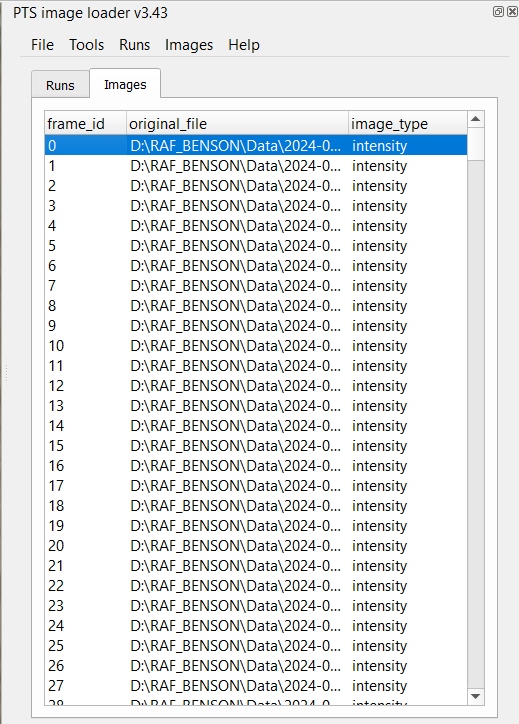 PTS image loader v3.43
File Tools Runs Images Help
Runs Images
frame_id original_file image_type
0 D:\RAF_BENSON\Data\2024-0... intensity
1 D:\RAF_BENSON\Data\2024-0... intensity
2 D:\RAF_BENSON\Data\2024-0... intensity
3 D:\RAF_BENSON\Data\2024-0... intensity
4 D:\RAF_BENSON\Data\2024-0... intensity
5 D:\RAF_BENSON\Data\2024-0... intensity
6 D:\RAF_BENSON\Data\2024-0... intensity
7 D:\RAF_BENSON\Data\2024-0... intensity
8 D:\RAF_BENSON\Data\2024-0... intensity
9 D:\RAF_BENSON\Data\2024-0... intensity
10 D:\RAF_BENSON\Data\2024-0... intensity
11 D:\RAF_BENSON\Data\2024-0... intensity
12 D:\RAF_BENSON\Data\2024-0... intensity
13 D:\RAF_BENSON\Data\2024-0... intensity
14 D:\RAF_BENSON\Data\2024-0... intensity
15 D:\RAF_BENSON\Data\2024-0... intensity
16 D:\RAF_BENSON\Data\2024-0... intensity
17 D:\RAF_BENSON\Data\2024-0... intensity
18 D:\RAF_BENSON\Data\2024-0... intensity
19 D:\RAF_BENSON\Data\2024-0... intensity
20 D:\RAF_BENSON\Data\2024-0... intensity
21 D:\RAF_BENSON\Data\2024-0... intensity
22 D:\RAF_BENSON\Data\2024-0... intensity
23 D:\RAF_BENSON\Data\2024-0... intensity
24 D:\RAF_BENSON\Data\2024-0... intensity
25 D:\RAF_BENSON\Data\2024-0... intensity
26 D:\RAF_BENSON\Data\2024-0... intensity
27 D:\RAF_BENSON\Data\2024-0... intensity